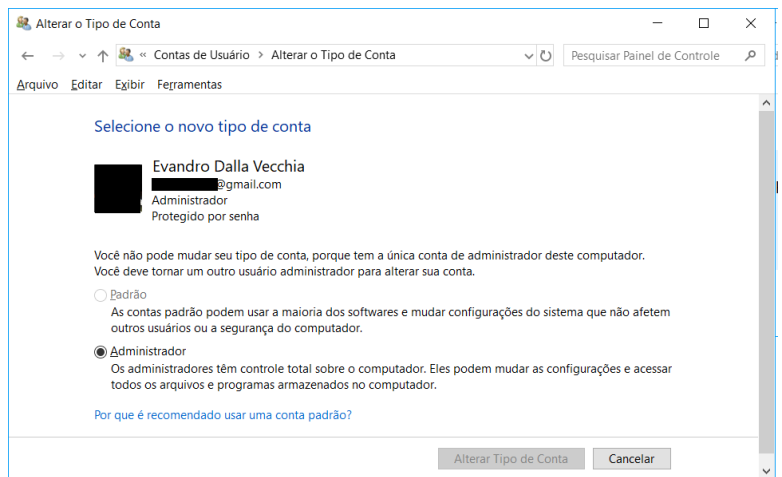 Alterar o Tipo de Conta
« Contas de Usuário > Alterar o Tipo de Conta
Pesquisar Painel de Controle
Arquivo Editar Exibir Ferramentas
Selecione o novo tipo de conta
Evandro Dalla Vecchia
@gmail.com
Administrador
Protegido por senha
Você não pode mudar seu tipo de conta, porque tem a única conta de administrador deste computador.
Você deve tornar um outro usuário administrador para alterar sua conta.
Padrão
As contas padrão podem usar a maioria dos softwares e mudar configurações do sistema que não afetem
outros usuários ou a segurança do computador.
Administrador
Os administradores têm controle total sobre o computador. Eles podem mudar as configurações e acessar
todos os arquivos e programas armazenados no computador.
Por que é recomendado usar uma conta padrão?
Alterar Tipo de Conta Cancelar